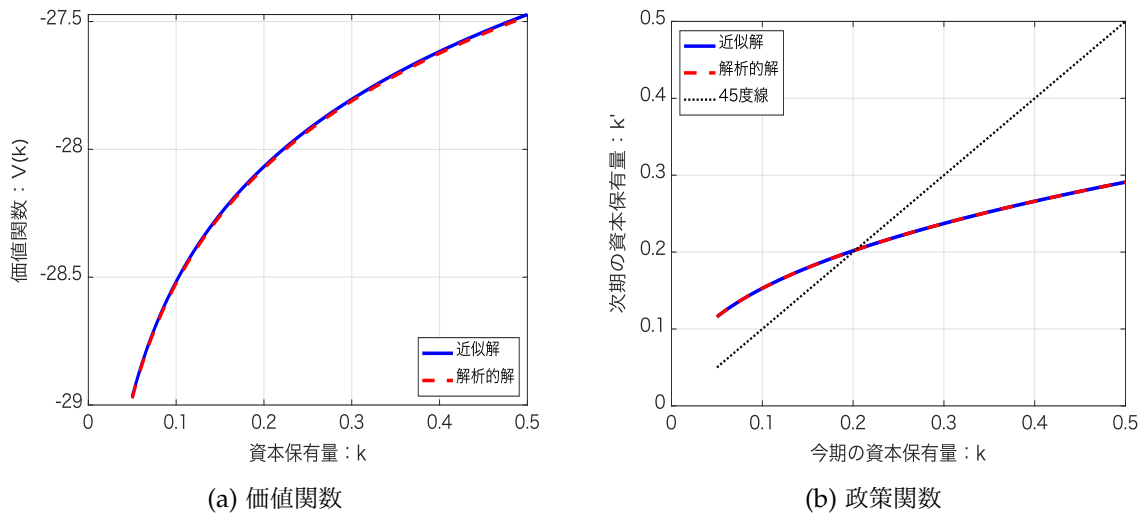 -27.5
-28
-28.5
-29
価値関数：V(k)
近似解
解析的解
0
0.1
0.2
0.3
0.4
0.5
資本保有量：k
(a) 価値関数
0.5
0.4
0.3
0.2
0.1
0
次期の資本保有量：k'
近似解
解析的解
45度線
0
0.1
0.2
0.3
0.4
0.5
今期の資本保有量：k
(b) 政策関数